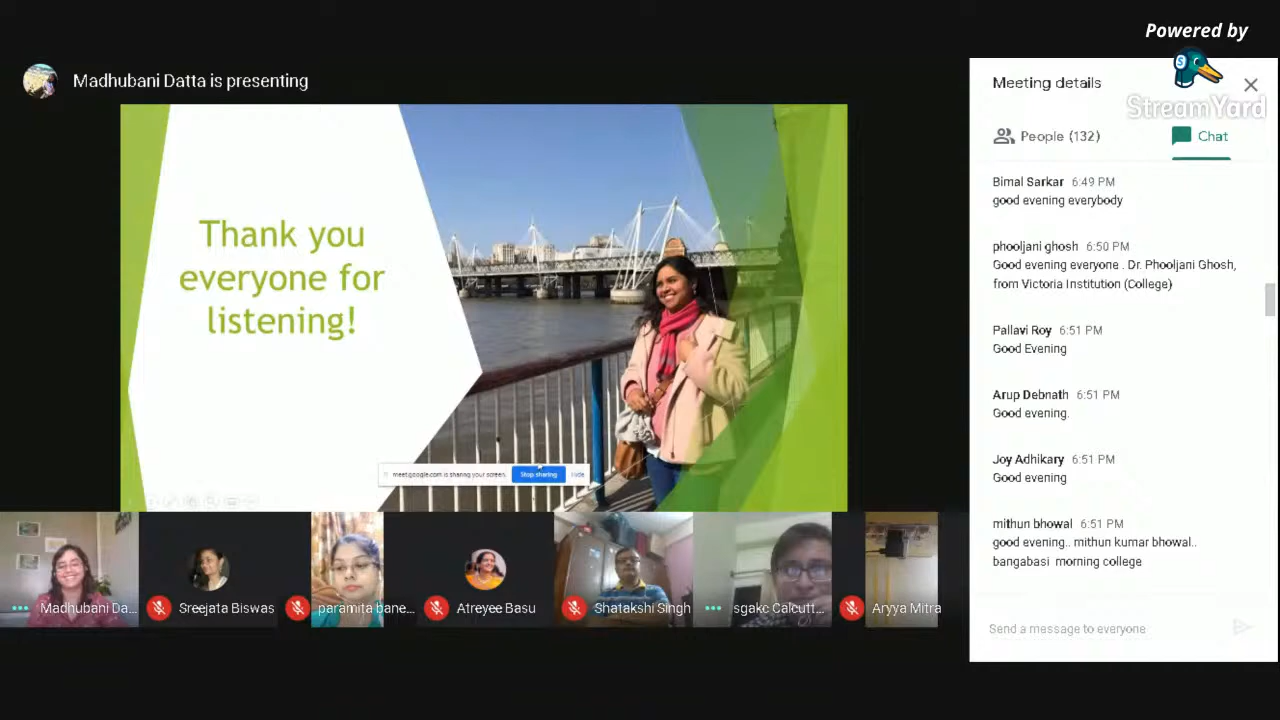 Powered by
StreamYard
Madhubani Datta is presenting
Thank you
everyone for
listening!
meet.google.com is sharing your screen.
Stop sharing
Hide
Madhubani Da...
Sreejata Biswas
paramita bane...
Atreyee Basu
Shatakshi Singh
sgakc Calcutt...
Aryya Mitra
Meeting details
People (132)
Chat
Bimal Sarkar 6:49 PM
good evening everybody
phooljani ghosh 6:50 PM
Good evening everyone . Dr. Phooljani Ghosh,
from Victoria Institution (College)
Pallavi Roy 6:51 PM
Good Evening
Arup Debnath 6:51 PM
Good evening.
Joy Adhikary 6:51 PM
Good evening
mithun bhowal 6:51 PM
good evening.. mithun kumar bhowal..
bangabasi morning college
Send a message to everyone